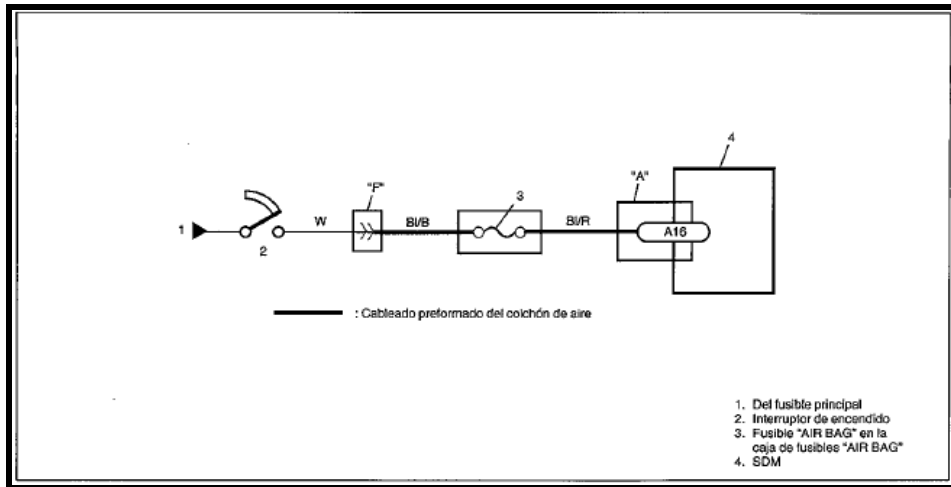 4
"A"
3
"F"
1
2
W
Bl/B
Bl/R
A16
: Cableado preformado del colchón de aire
1. Del fusible principal
2. Interruptor de encendido
3. Fusible "AIR BAG" en la
caja de fusibles "AIR BAG"
4. SDM